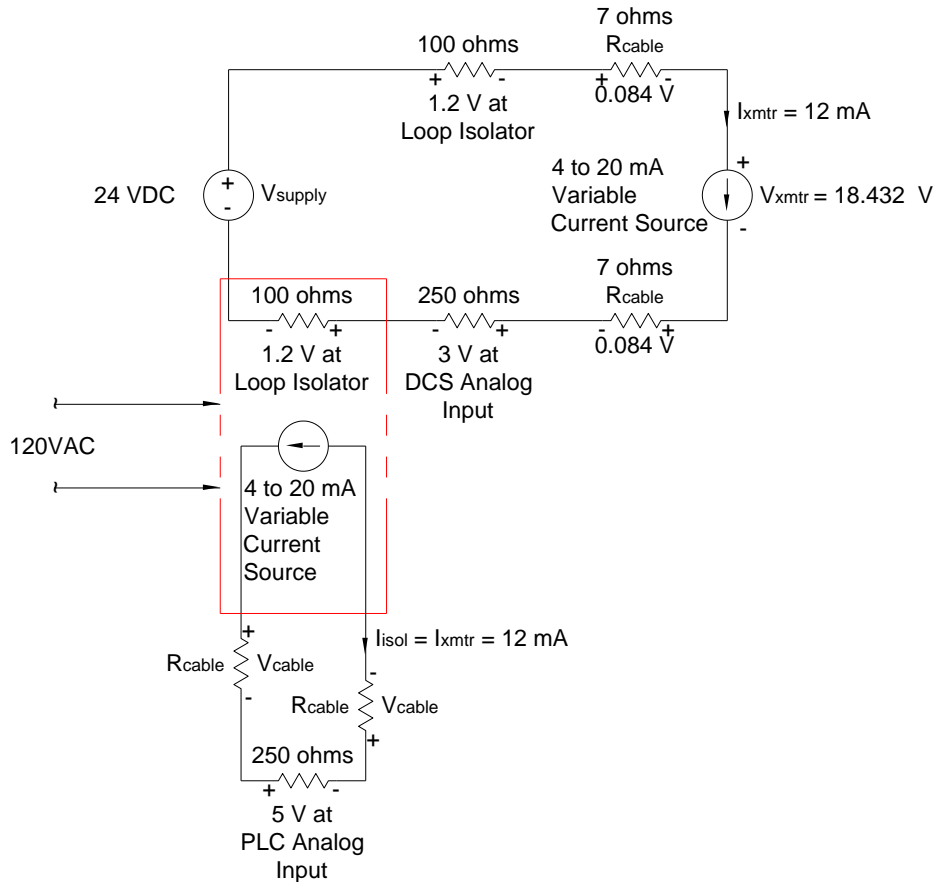 7 ohms
Rcable
100 ohms
+ -
+ -
1.2 V at
Loop Isolator
0.084 V
Ixmtr = 12 mA
24 VDC
+
-
Vsupply
4 to 20 mA
Variable
Current Source
+
-
Vxmtr = 18.432 V
7 ohms
Rcable
100 ohms
250 ohms
- +
- +
- +
1.2 V at
Loop Isolator
3 V at
DCS Analog
Input
0.084 V
120VAC
4 to 20 mA
Variable
Current
Source
Iisol = Ixmtr = 12 mA
+
-
Rcable
Vcable
-
+
Rcable
Vcable
250 ohms
+ -
5 V at
PLC Analog
Input